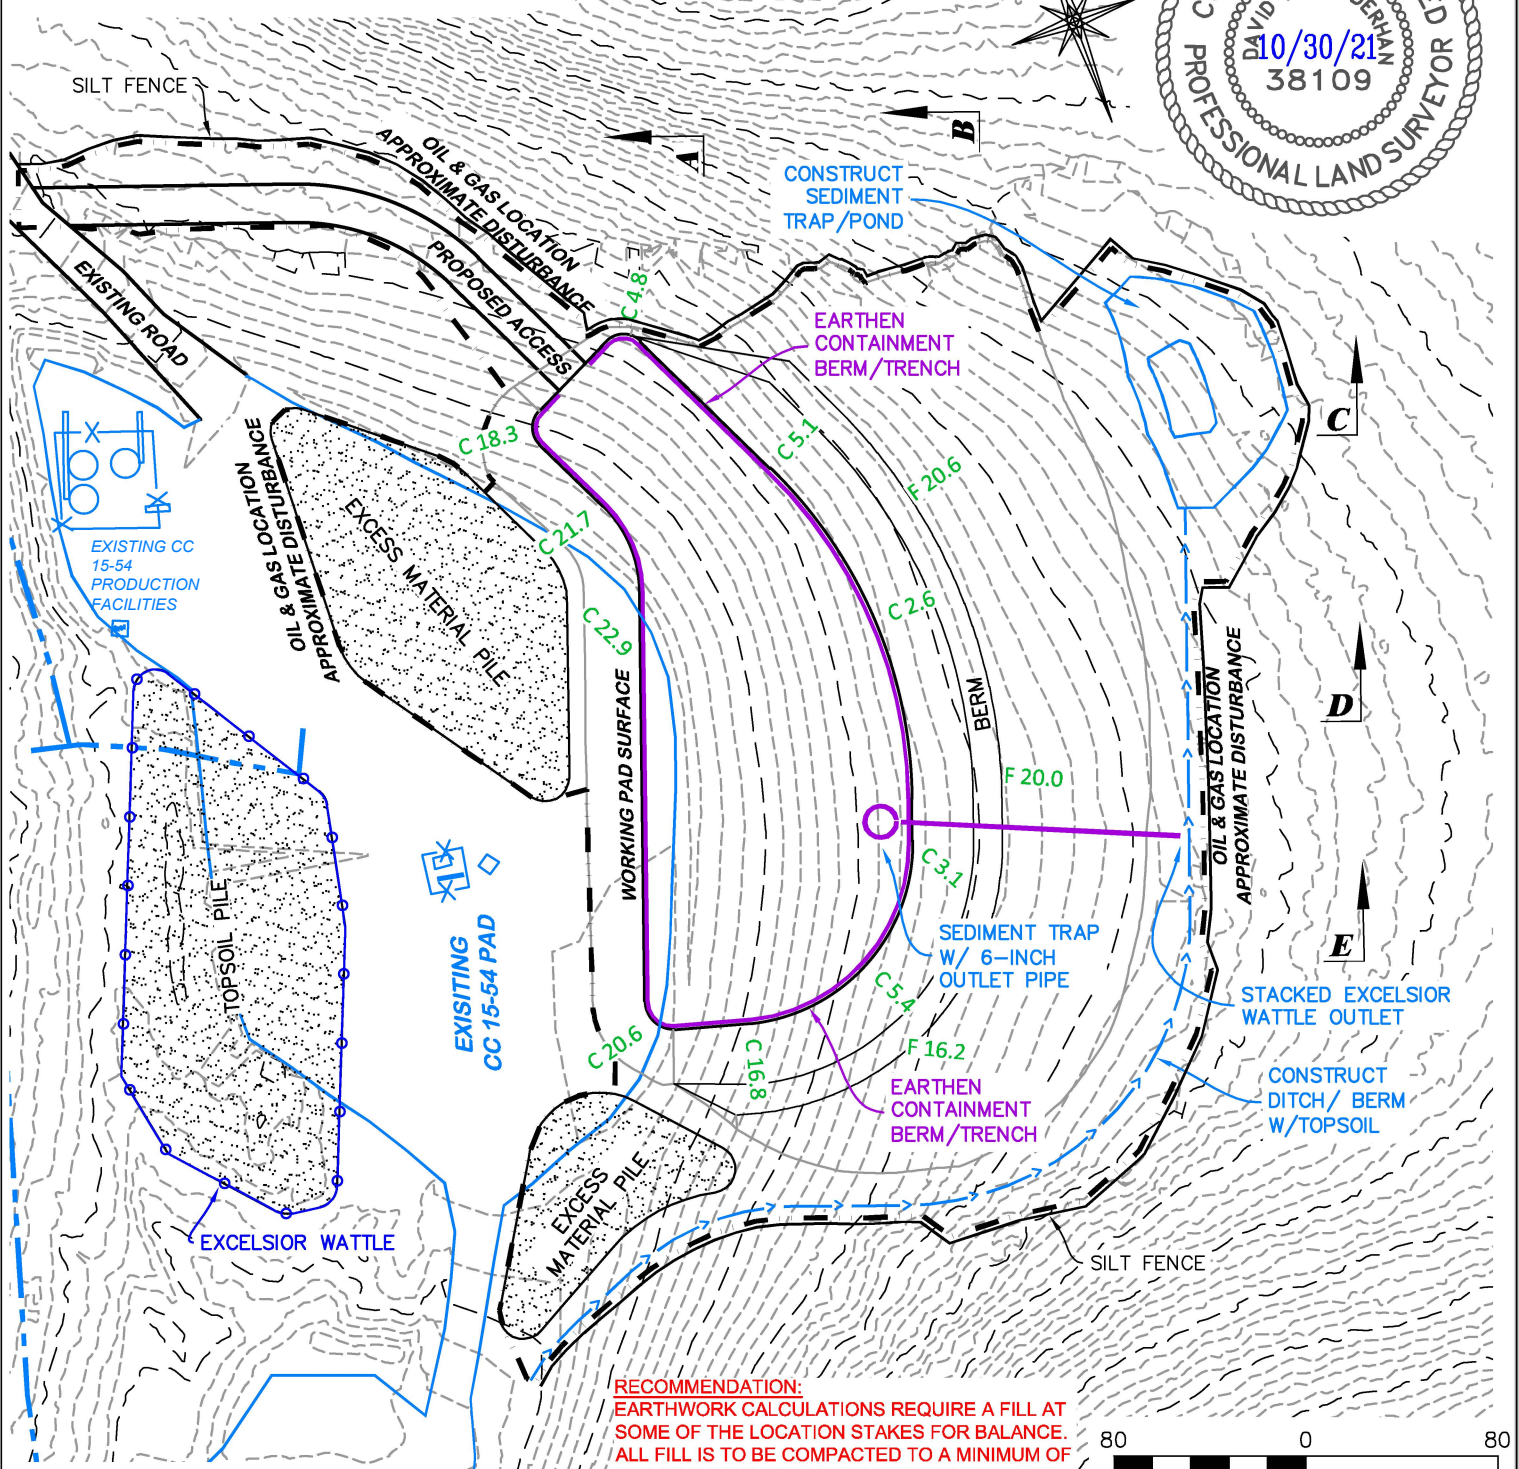 DAVID
DERHAN
10/30/21
38109
PROFESSIONAL LAND SURVEYOR
SILT FENCE
OIL & GAS LOCATION
APPROXIMATE DISTURBANCE
A
B
CONSTRUCT
SEDIMENT
TRAP/POND
EXISTING ROAD
PROPOSED ACCESS
C 4.8
EARTHEN
CONTAINMENT
BERM/TRENCH
C
C 18.3
C 5.1
F 20.6
OIL & GAS LOCATION
APPROXIMATE DISTURBANCE
EXCESS MATERIAL PILE
C 21.7
EXISTING CC
15-54
PRODUCTION
FACILITIES
C 22.9
C 2.6
BERM
WORKING PAD SURFACE
D
OIL & GAS LOCATION
APPROXIMATE DISTURBANCE
F 20.0
C 3.1
TOPSOIL PILE
EXISITING
CC 15-54 PAD
SEDIMENT TRAP
W/ 6-INCH
OUTLET PIPE
E
C 5.4
STACKED EXCELSIOR
WATTLE OUTLET
C 20.6
C 16.8
F 16.2
EARTHEN
CONTAINMENT
BERM/TRENCH
CONSTRUCT
DITCH/ BERM
W/TOPSOIL
EXCESS
MATERIAL PILE
EXCELSIOR WATTLE
SILT FENCE
RECOMMENDATION:
EARTHWORK CALCULATIONS REQUIRE A FILL AT
SOME OF THE LOCATION STAKES FOR BALANCE.
ALL FILL IS TO BE COMPACTED TO A MINIMUM OF
80 0 80